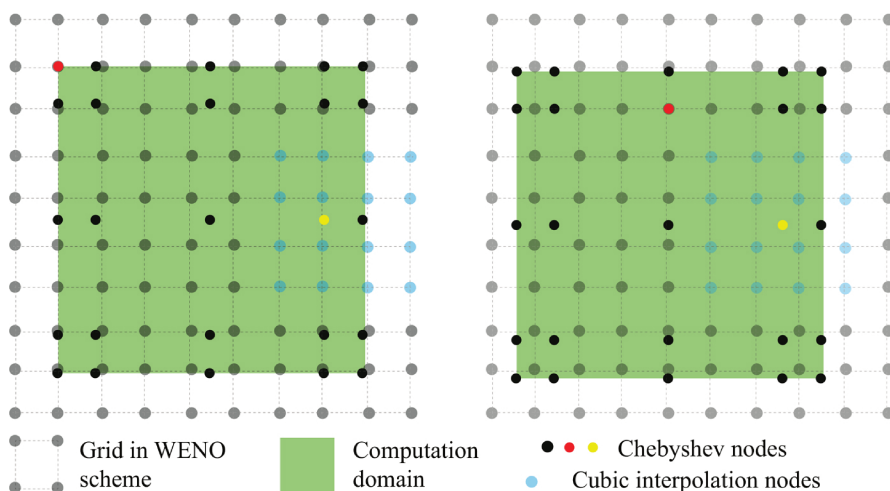 Grid in WENO
scheme
Computation
domain
Chebyshev nodes
Cubic interpolation nodes